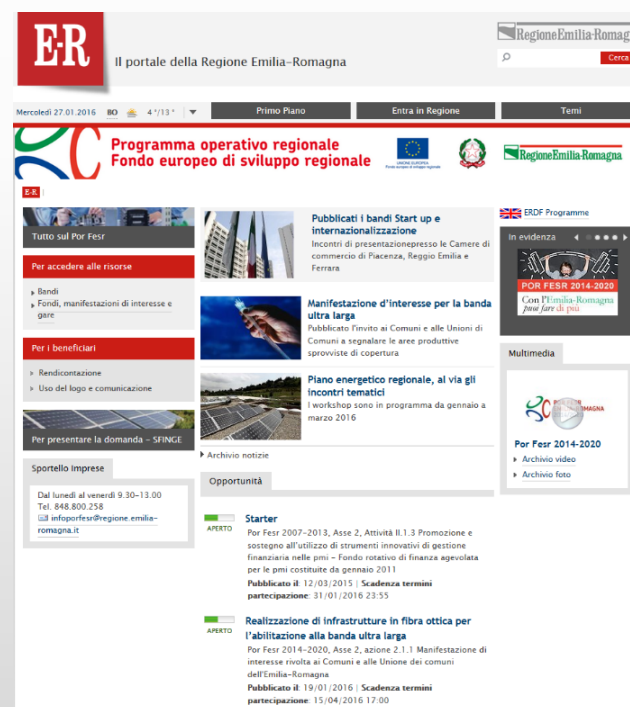 E-R
Il portale della Regione Emilia-Romagna
RegioneEmilia-Romag
Cerca
Mercoledì 27.01.2016 BO 4°/13°
Primo Piano
Entra in Regione
Temi
Programma operativo regionale
Fondo europeo di sviluppo regionale
UNIONE EUROPEA
RegioneEmilia-Romagna
E-R
Tutto sul Por Fesr
Per accedere alle risorse
Bandi
Fondi, manifestazioni di interesse e
gare
Per i beneficiari
Rendicontazione
Uso del logo e comunicazione
Per presentare la domanda - SFINGE
Sportello Imprese
Dal lunedì al venerdì 9.30-13.00
Tel. 848.800.258
infoporfesr@regione.emilia-
romagna.it
Pubblicati i bandi Start up e
internazionalizzazione
Incontri di presentazionepresso le Camere di
commercio di Piacenza, Reggio Emilia e
Ferrara
Manifestazione d'interesse per la banda
ultra larga
Pubblicato l'invito ai Comuni e alle Unioni di
Comuni a segnalare le aree produttive
sprovviste di copertura
Piano energetico regionale, al via gli
incontri tematici
I workshop sono in programma da gennaio a
marzo 2016
Archivio notizie
Opportunità
APERTO
Starter
Por Fesr 2007-2013, Asse 2, Attività II.1.3 Promozione e
sostegno all'utilizzo di strumenti innovativi di gestione
finanziaria nelle pmi - Fondo rotativo di finanza agevolata
per le pmi costituite da gennaio 2011
Pubblicato il: 12/03/2015 | Scadenza termini
partecipazione: 31/01/2016 23:55
APERTO
Realizzazione di infrastrutture in fibra ottica per
l'abilitazione alla banda ultra larga
Por Fesr 2014-2020, Asse 2, azione 2.1.1 Manifestazione di
interesse rivolta ai Comuni e alle Unione dei comuni
dell'Emilia-Romagna
Pubblicato il: 19/01/2016 | Scadenza termini
partecipazione: 15/04/2016 17:00
ERDF Programme
In evidenza
POR FESR 2014-2020
Con l'Emilia-Romagna
puoi fare di più
Multimedia
Por Fesr 2014-2020
Archivio video
Archivio foto